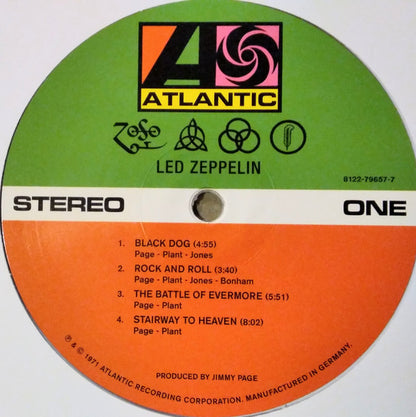 ATLANTIC
ZoSo
LED ZEPPELIN
8122-79657-7
STEREO
ONE
1. BLACK DOG (4:55)
Page - Plant - Jones
2. ROCK AND ROLL (3:40)
Page - Plant - Jones - Bonham
3. THE BATTLE OF EVERMORE (5:51)
Page - Plant
4. STAIRWAY TO HEAVEN (8:02)
Page - Plant
PRODUCED BY JIMMY PAGE
℗ & © 1971 ATLANTIC RECORDING CORPORATION. MANUFACTURED IN GERMANY.